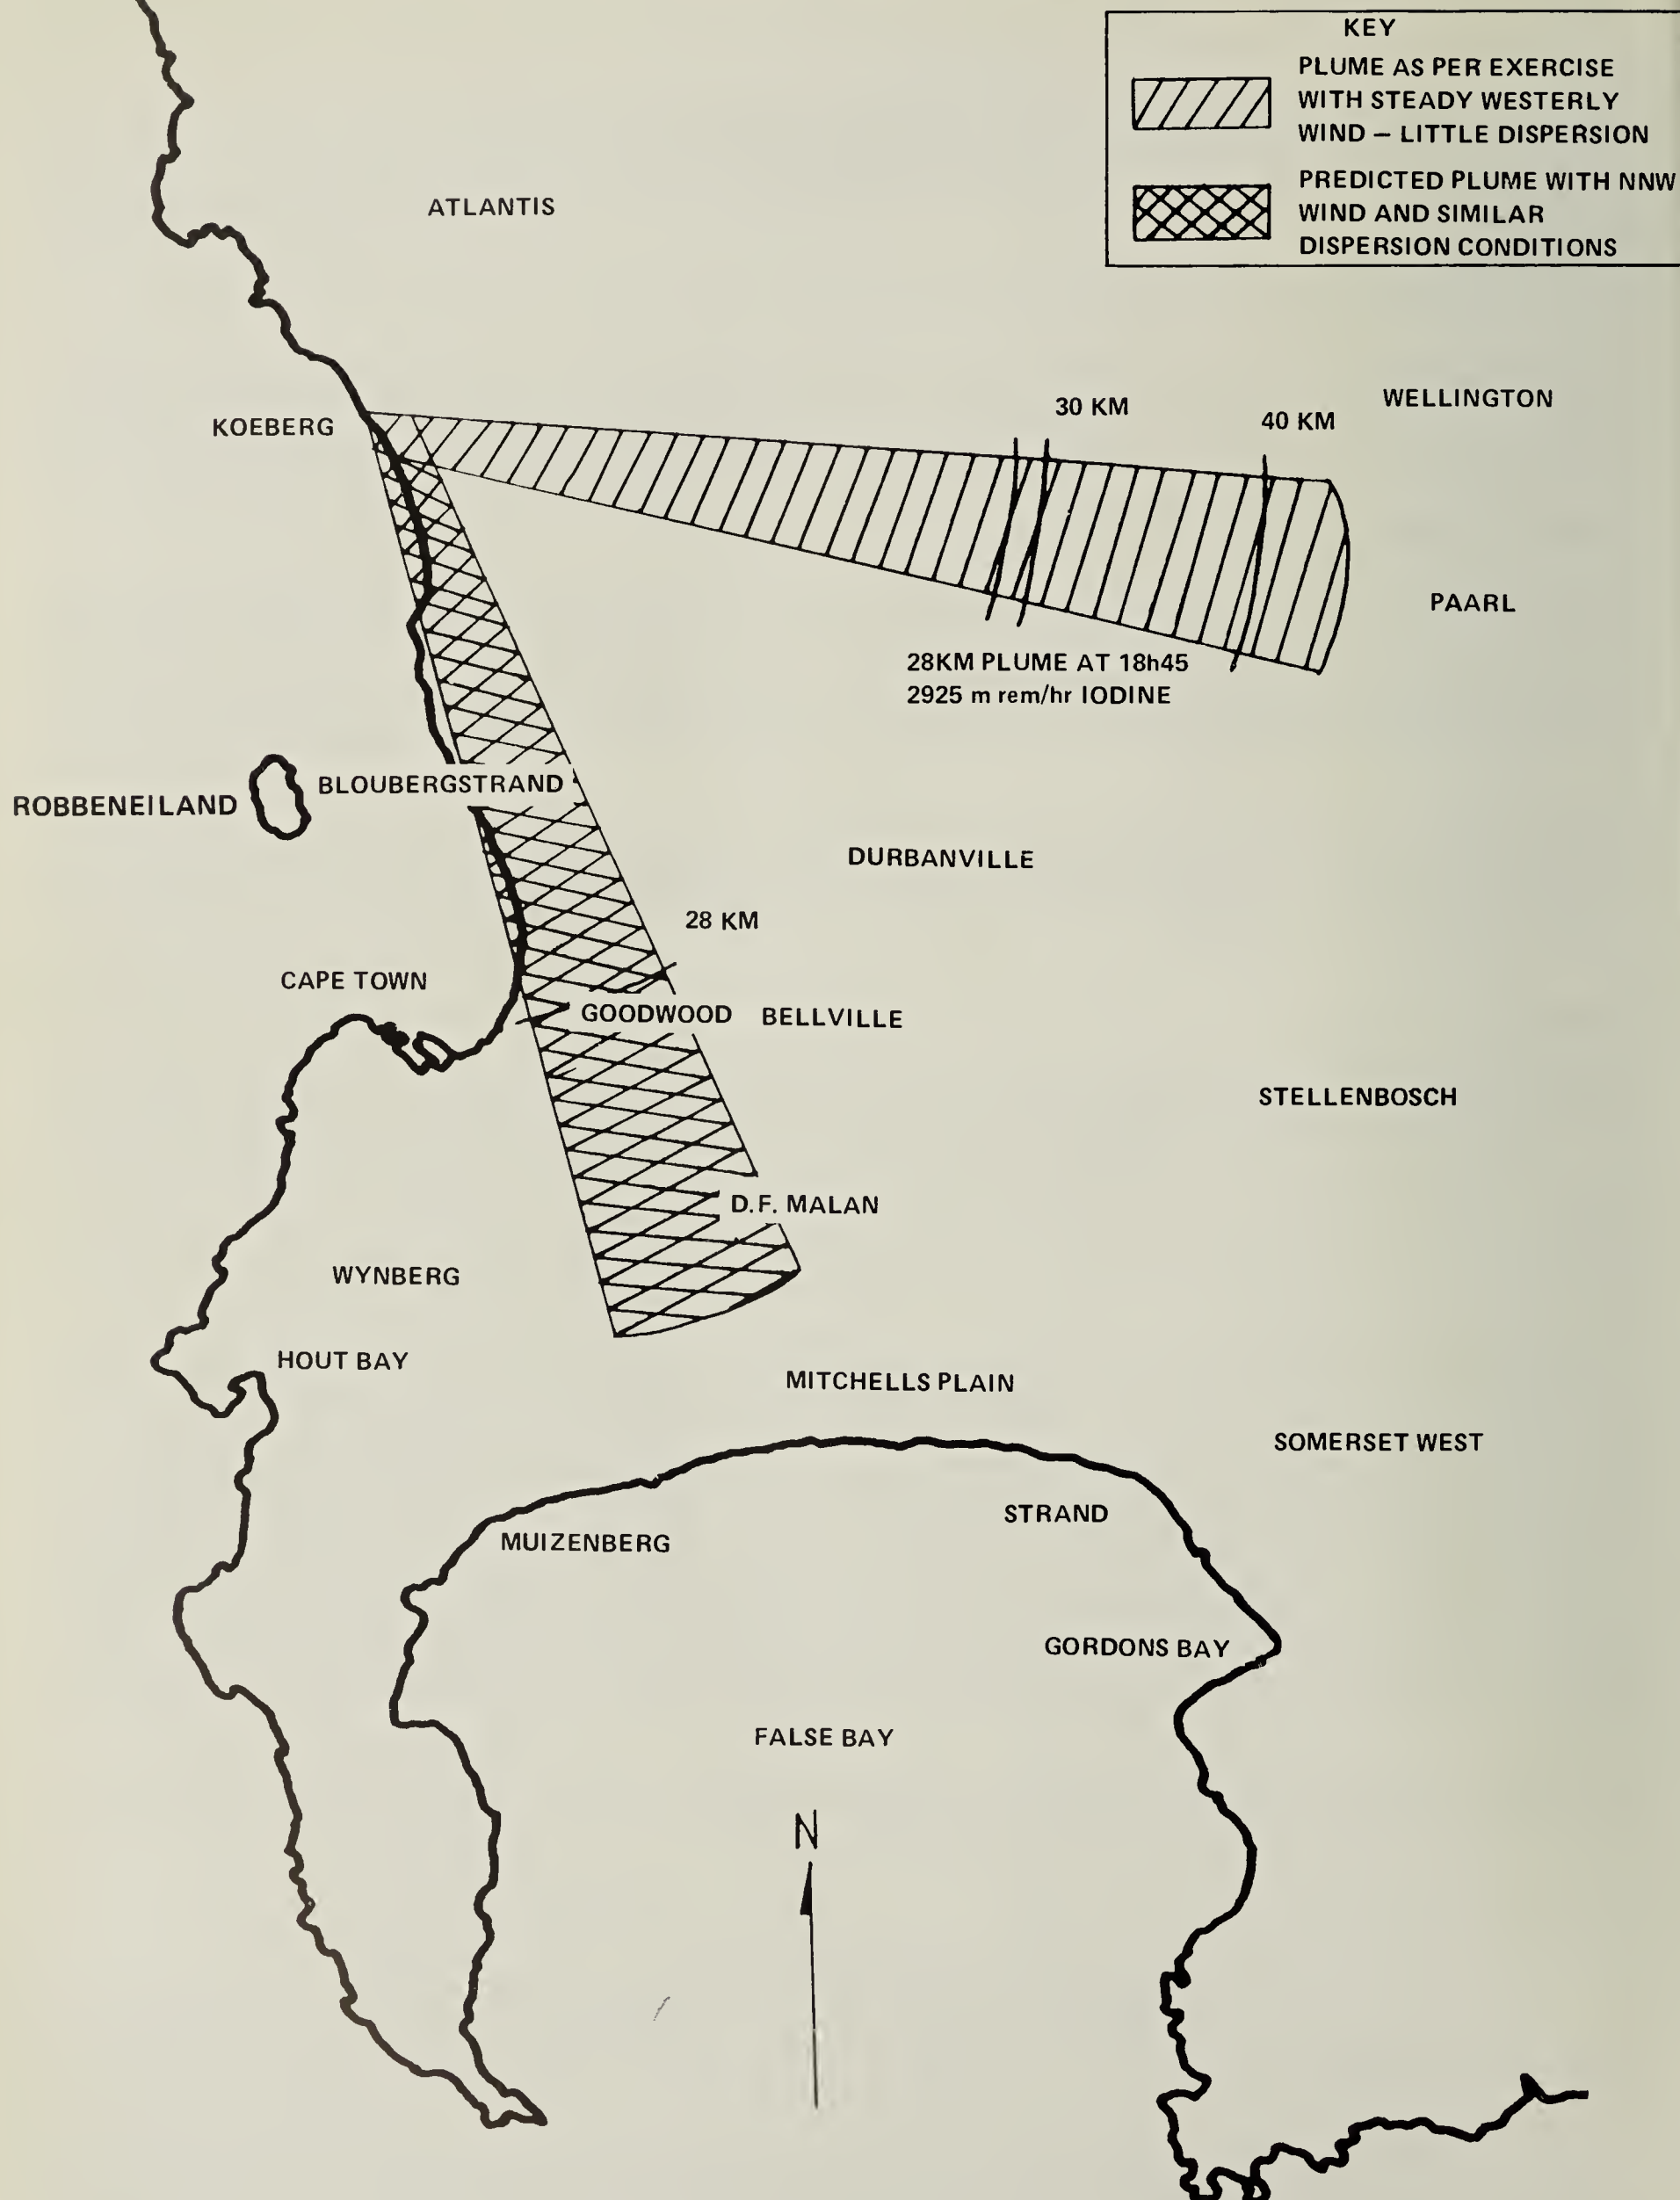 KEY
PLUME AS PER EXERCISE
WITH STEADY WESTERLY
WIND – LITTLE DISPERSION
PREDICTED PLUME WITH NNW
WIND AND SIMILAR
DISPERSION CONDITIONS
ATLANTIS
WELLINGTON
30 KM
40 KM
KOEBERG
PAARL
28KM PLUME AT 18h45
2925 m rem/hr IODINE
BLOUBERGSTRAND
ROBBENEILAND
DURBANVILLE
28 KM
CAPE TOWN
GOODWOOD
BELLVILLE
STELLENBOSCH
D.F. MALAN
WYNBERG
HOUT BAY
MITCHELLS PLAIN
SOMERSET WEST
STRAND
MUIZENBERG
GORDONS BAY
FALSE BAY
N